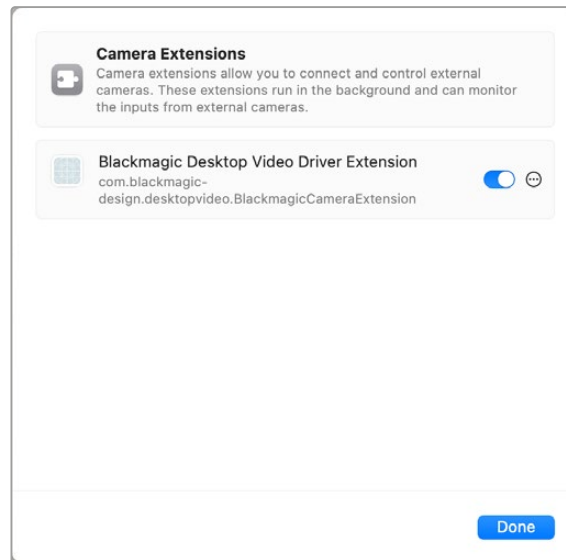 Camera Extensions
Camera extensions allow you to connect and control external
cameras. These extensions run in the background and can monitor
the inputs from external cameras.
Blackmagic Desktop Video Driver Extension
com.blackmagic-
design.desktopvideo.BlackmagicCameraExtension
Done